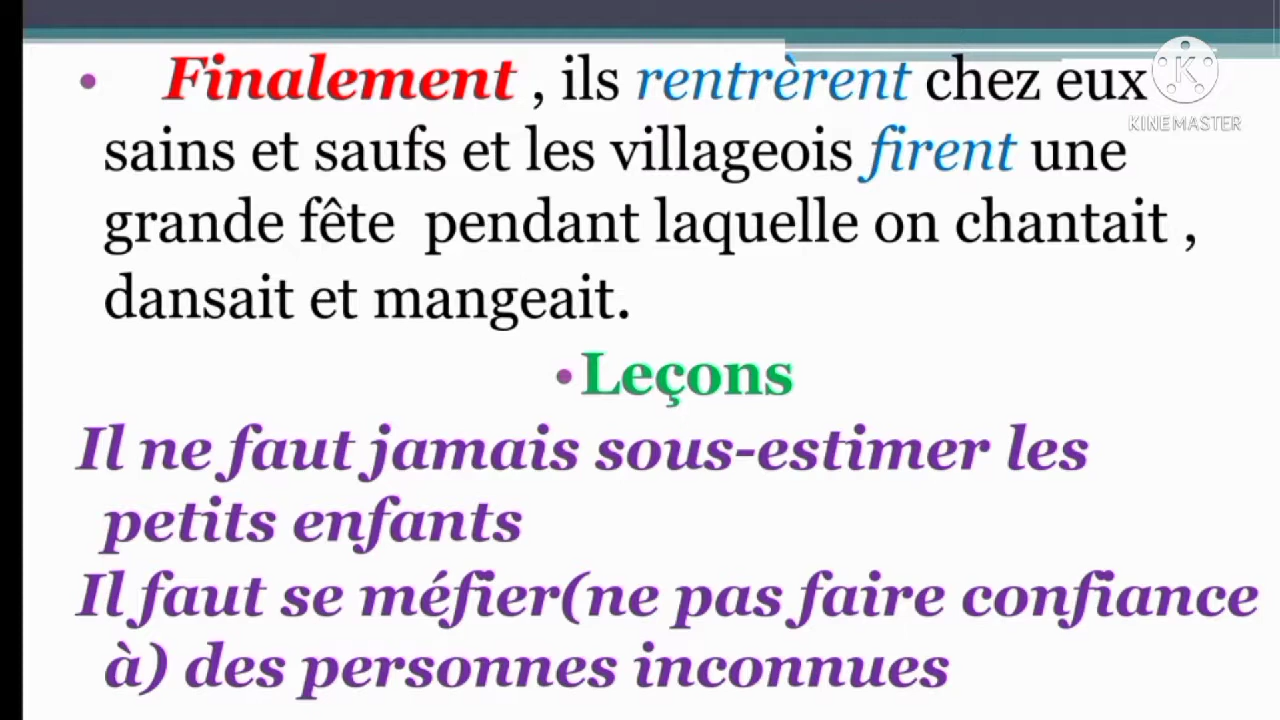 • Finalement , ils rentrèrent chez eux
sains et saufs et les villageois firent une
grande fête pendant laquelle on chantait ,
dansait et mangeait.
•Leçons
Il ne faut jamais sous-estimer les
petits enfants
Il faut se méfier(ne pas faire confiance
à) des personnes inconnues
K
KINEMASTER